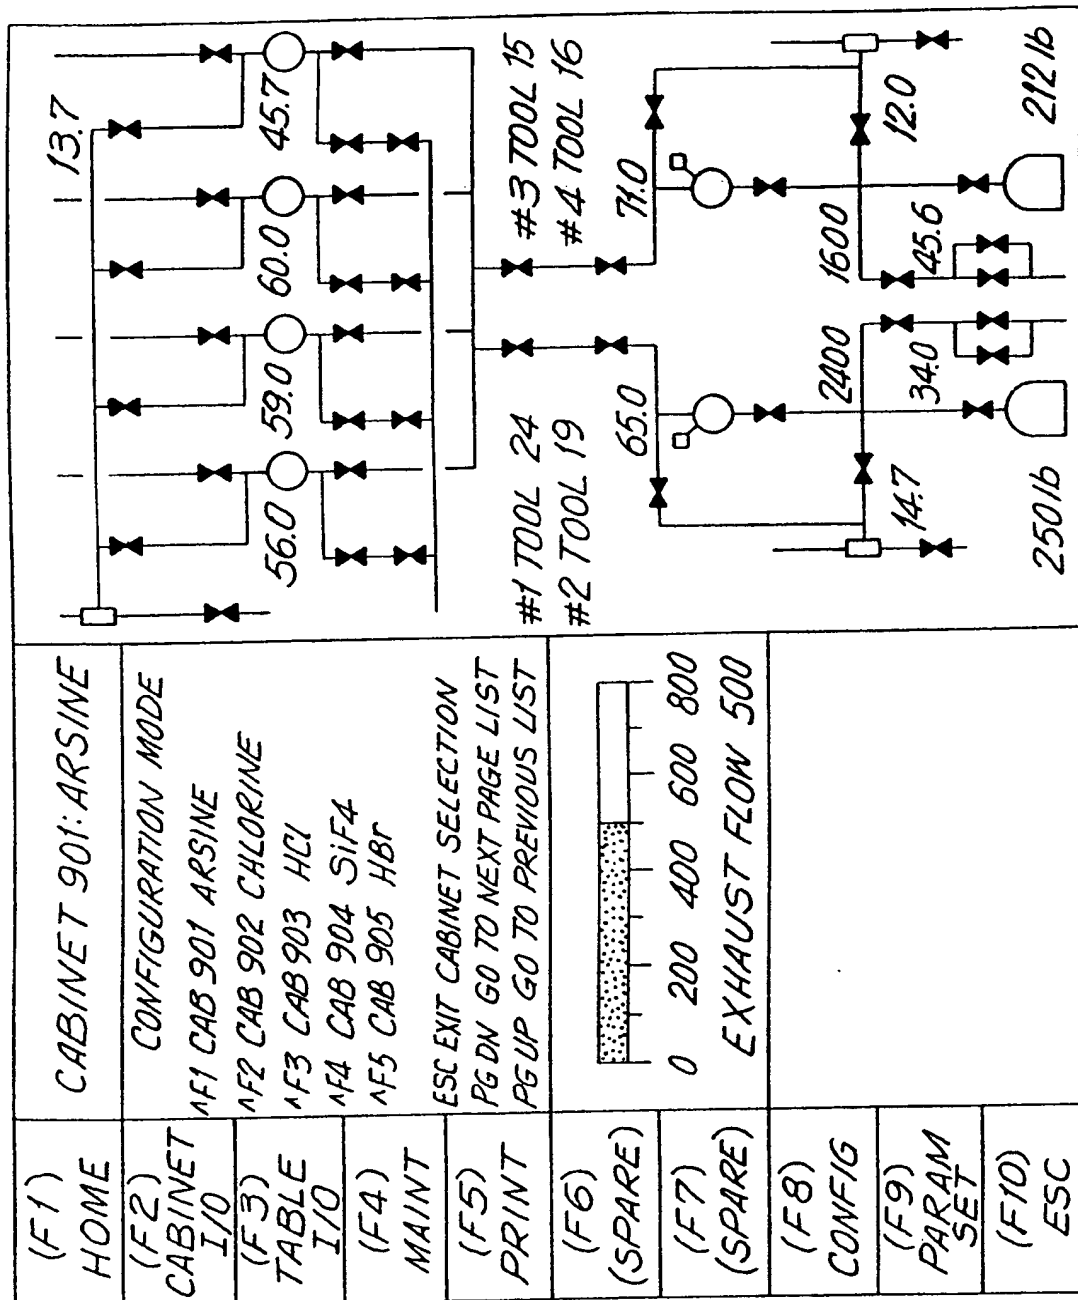 (F1)
HOME
(F2)
CABINET
I/O
(F3)
TABLE
I/O
(F4)
MAINT
(F5)
PRINT
(F6)
(SPARE)
(F7)
(SPARE)
(F8)
CONFIG
(F9)
PARAM
SET
(F10)
ESC
CABINET 901: ARSINE
CONFIGURATION MODE
^F1 CAB 901 ARSINE
^F2 CAB 902 CHLORINE
^F3 CAB 903 HCl
^F4 CAB 904 SiF4
^F5 CAB 905 HBr
ESC EXIT CABINET SELECTION
PG DN GO TO NEXT PAGE LIST
PG UP GO TO PREVIOUS LIST
0 200 400 600 800
EXHAUST FLOW 500
13.7
56.0 59.0 60.0 45.7
#1 TOOL 24 #3 TOOL 15
#2 TOOL 19 #4 TOOL 16
65.0 71.0
2400 1600
14.7 34.0 45.6 12.0
250 lb 212 lb